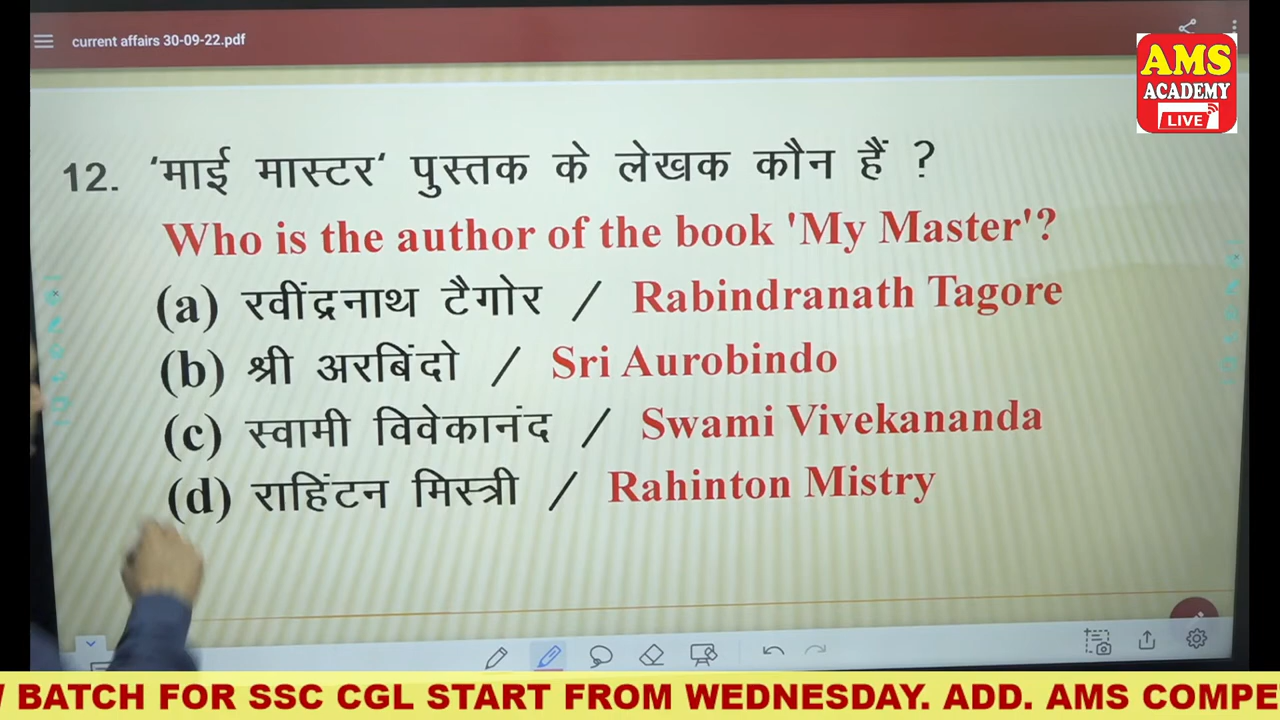 current affairs 30-09-22.pdf
AMS
ACADEMY
LIVE
12. ‘माई मास्टर‘ पुस्तक के लेखक कौन हैं ?
Who is the author of the book 'My Master'?
(a) रवींद्रनाथ टैगोर / Rabindranath Tagore
(b) श्री अरबिंदो / Sri Aurobindo
(c) स्वामी विवेकानंद / Swami Vivekananda
(d) राहिंटन मिस्त्री / Rahinton Mistry
BATCH FOR SSC CGL START FROM WEDNESDAY. ADD. AMS COMPE